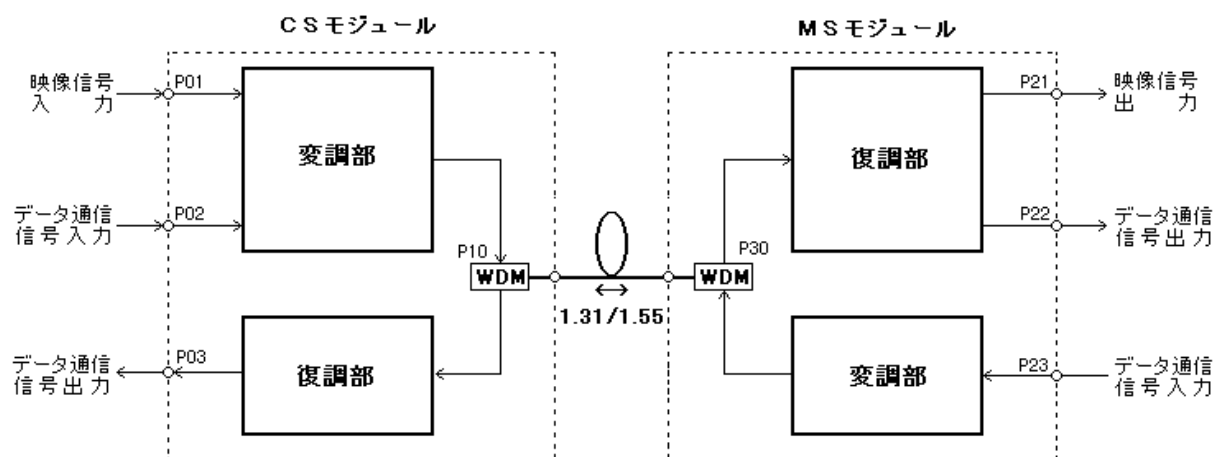 CSモジュール
MSモジュール
映像信号
入力
P01
変調部
データ通信
信号入力
P02
P10
WDM
データ通信
信号出力
P03
復調部
1.31/1.55
P30
WDM
復調部
P21
映像信号
出力
P22
データ通信
信号出力
変調部
P23
データ通信
信号入力